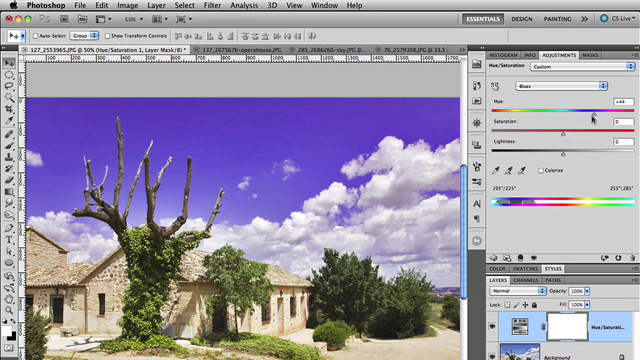 Photoshop File Edit Image Layer Select Filter Analysis 3D View Window Help
50% ESSENTIALS DESIGN PAINTING CS Live
Auto-Select: Group Show Transform Controls
127_2553965.JPG @ 50% (Hue/Saturation 1, Layer Mask/8) *
137_2675676-operahouse.JPG
285_2686260-sky.JPG @
76_2579308.JPG @ 33.3
HISTOGRAM INFO ADJUSTMENTS MASKS
Hue/Saturation Custom
Blues
Hue: +44
Saturation: 0
Lightness: 0
Colorize
195°/225° 255°\285°
COLOR SWATCHES STYLES
LAYERS CHANNELS PATHS
Normal Opacity: 100%
Lock: Fill: 100%
Hue/Saturati...
Background